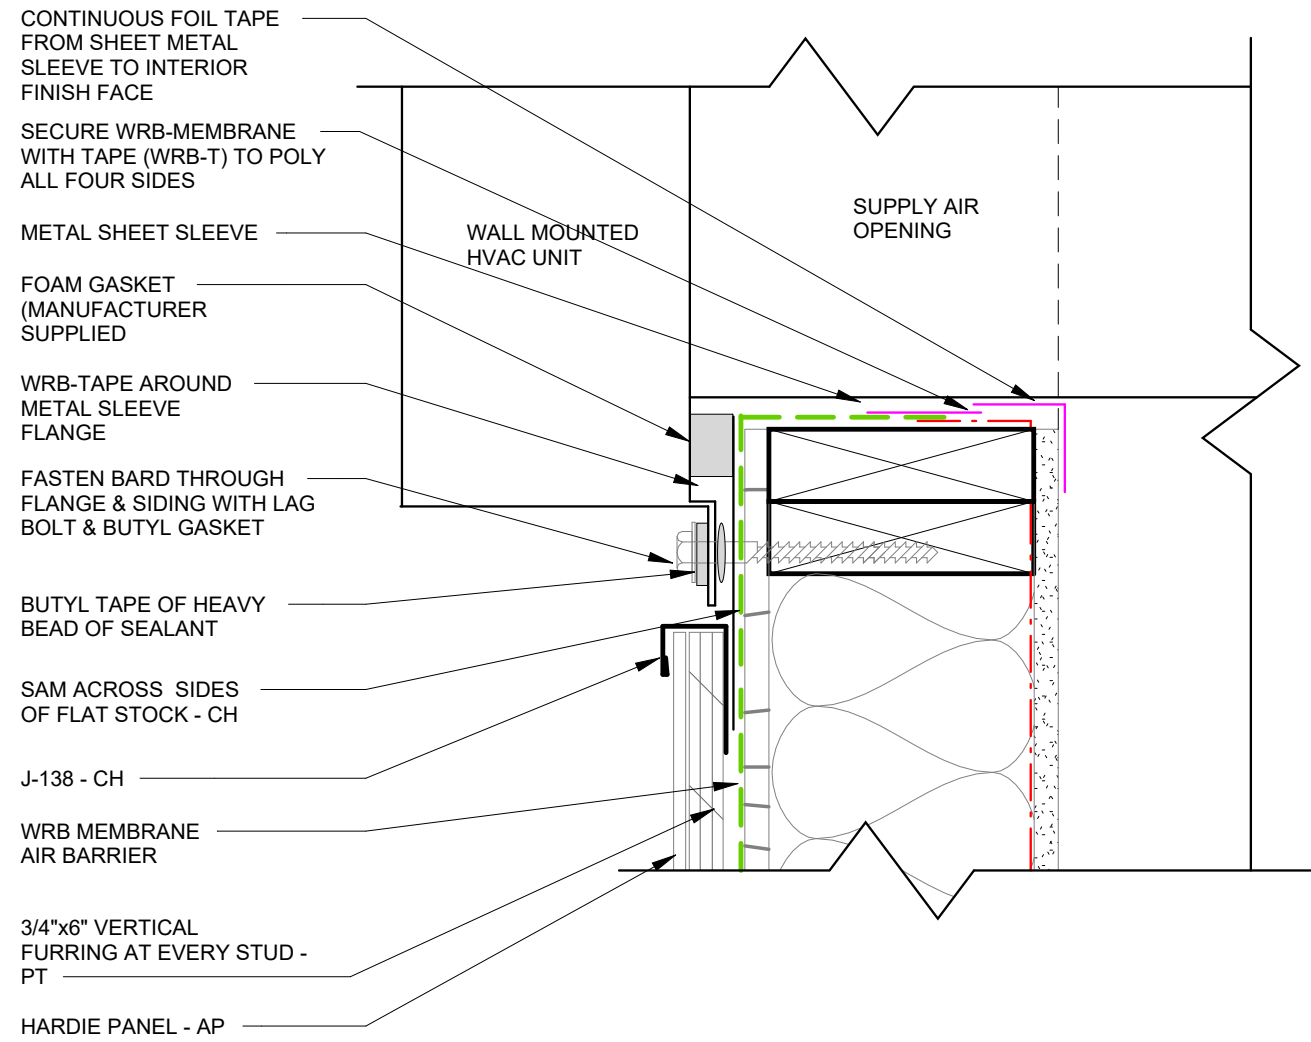 CONTINUOUS FOIL TAPE
FROM SHEET METAL
SLEEVE TO INTERIOR
FINISH FACE
SECURE WRB-MEMBRANE
WITH TAPE (WRB-T) TO POLY
ALL FOUR SIDES
METAL SHEET SLEEVE
FOAM GASKET
(MANUFACTURER
SUPPLIED
WRB-TAPE AROUND
METAL SLEEVE
FLANGE
FASTEN BARD THROUGH
FLANGE & SIDING WITH LAG
BOLT & BUTYL GASKET
BUTYL TAPE OF HEAVY
BEAD OF SEALANT
SAM ACROSS SIDES
OF FLAT STOCK - CH
J-138 - CH
WRB MEMBRANE
AIR BARRIER
3/4"x6" VERTICAL
FURRING AT EVERY STUD -
PT
HARDIE PANEL - AP
WALL MOUNTED
HVAC UNIT
SUPPLY AIR
OPENING